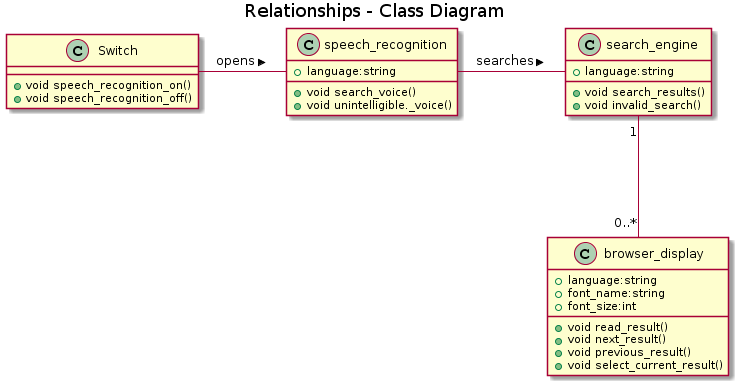 Relationships - Class Diagram
C Switch
void speech_recognition_on()
void speech_recognition_off()
opens
C speech_recognition
language:string
void search_voice()
void unintelligible._voice()
searches
C search_engine
language:string
void search_results()
void invalid_search()
1
0..*
C browser_display
language:string
font_name:string
font_size:int
void read_result()
void next_result()
void previous_result()
void select_current_result()